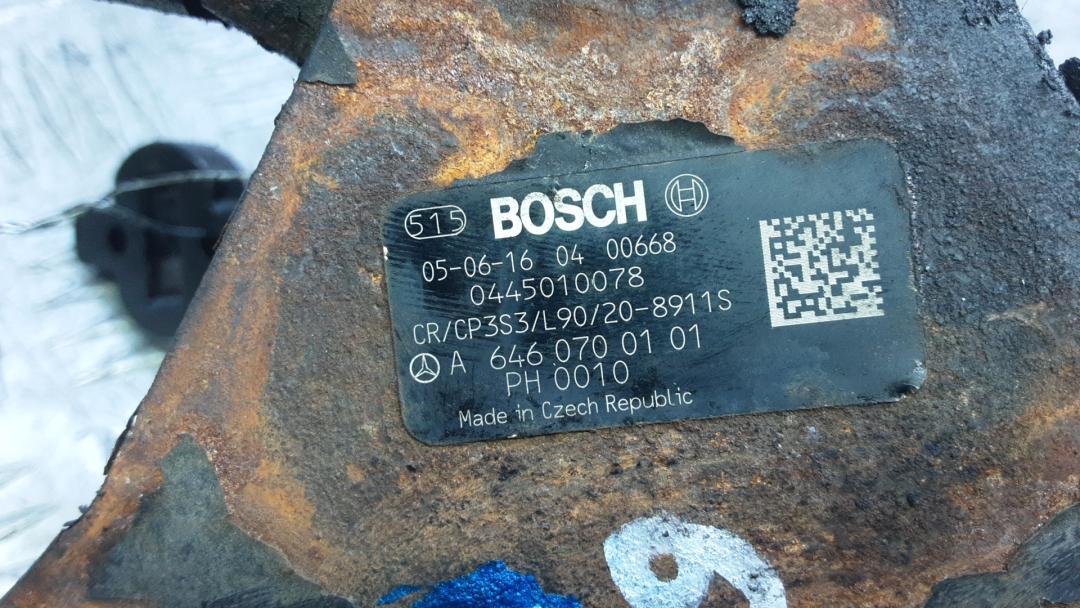 515 BOSCH H
05-06-16 04 00668
0445010078
CR/CP3S3/L90/20-8911S
A 646 070 01 01
PH 0010
Made in Czech Republic
9